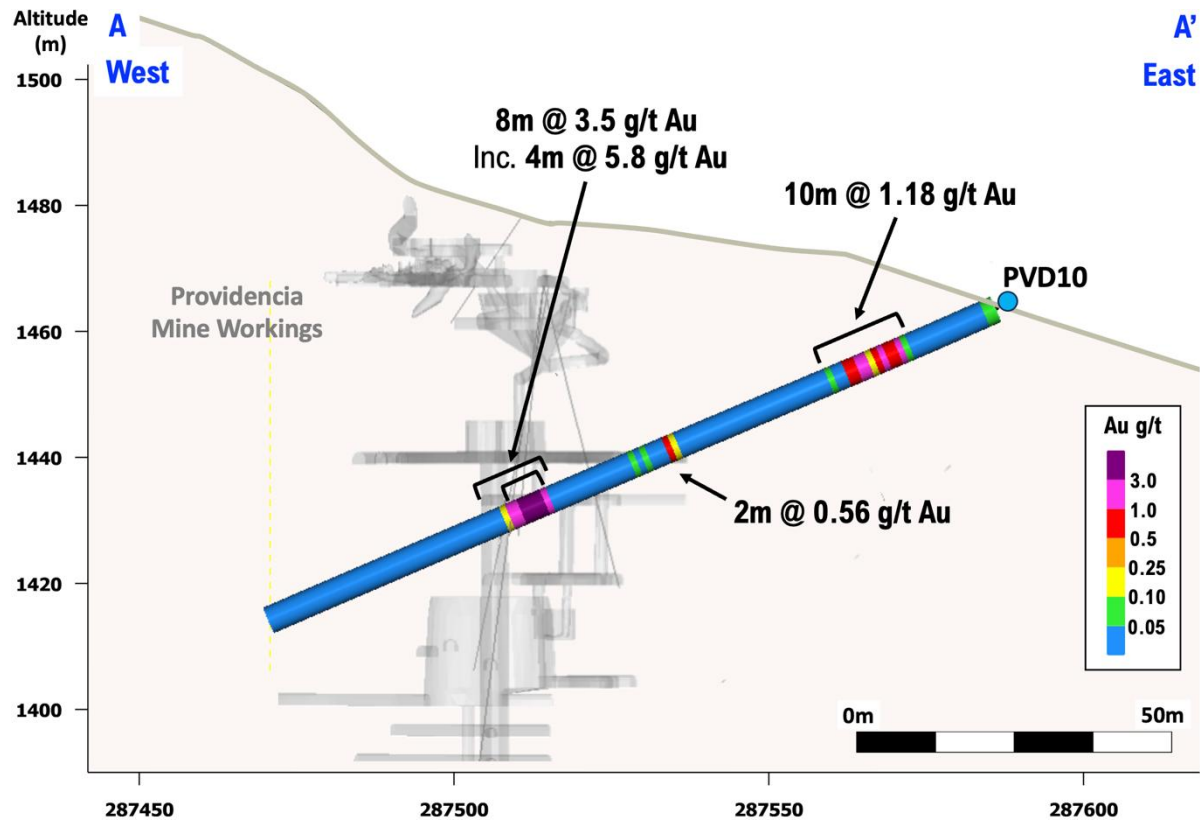 Altitude
(m)
A
West
A'
East
1500
1480
1460
1440
1420
1400
8m @ 3.5 g/t Au
Inc. 4m @ 5.8 g/t Au
10m @ 1.18 g/t Au
PVD10
Providencia
Mine Workings
2m @ 0.56 g/t Au
Au g/t
3.0
1.0
0.5
0.25
0.10
0.05
0m
50m
287450
287500
287550
287600